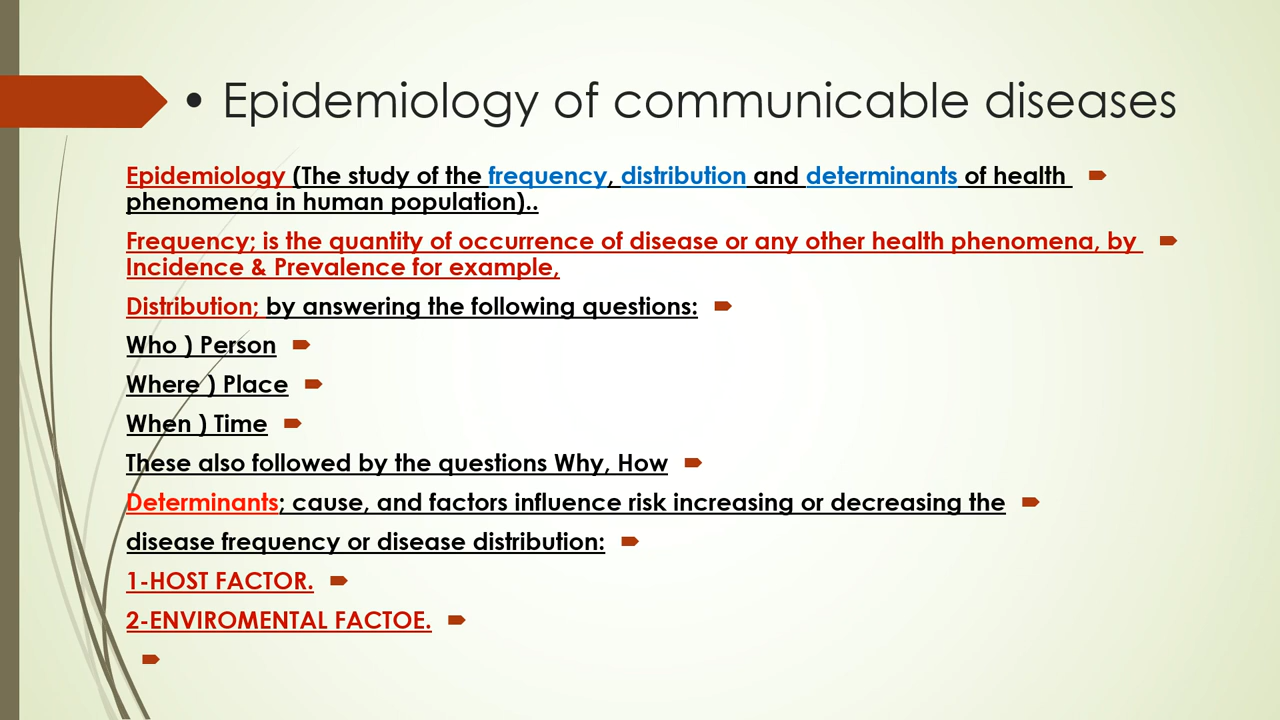 • Epidemiology of communicable diseases
Epidemiology (The study of the frequency, distribution and determinants of health
phenomena in human population)..
Frequency; is the quantity of occurrence of disease or any other health phenomena, by
Incidence & Prevalence for example,
Distribution; by answering the following questions:
Who ) Person
Where ) Place
When ) Time
These also followed by the questions Why, How
Determinants; cause, and factors influence risk increasing or decreasing the
disease frequency or disease distribution:
1-HOST FACTOR.
2-ENVIROMENTAL FACTOE.